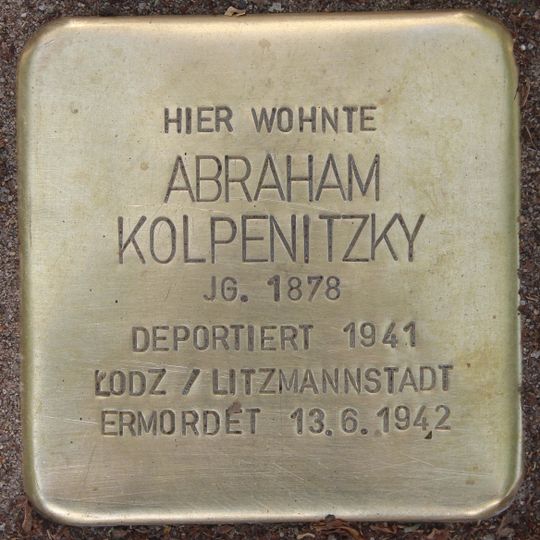 HIER WOHNTE
ABRAHAM
KOLPENITZKY
JG. 1878
DEPORTIERT 1941
ŁODZ / LITZMANNSTADT
ERMORDET 13.6.1942